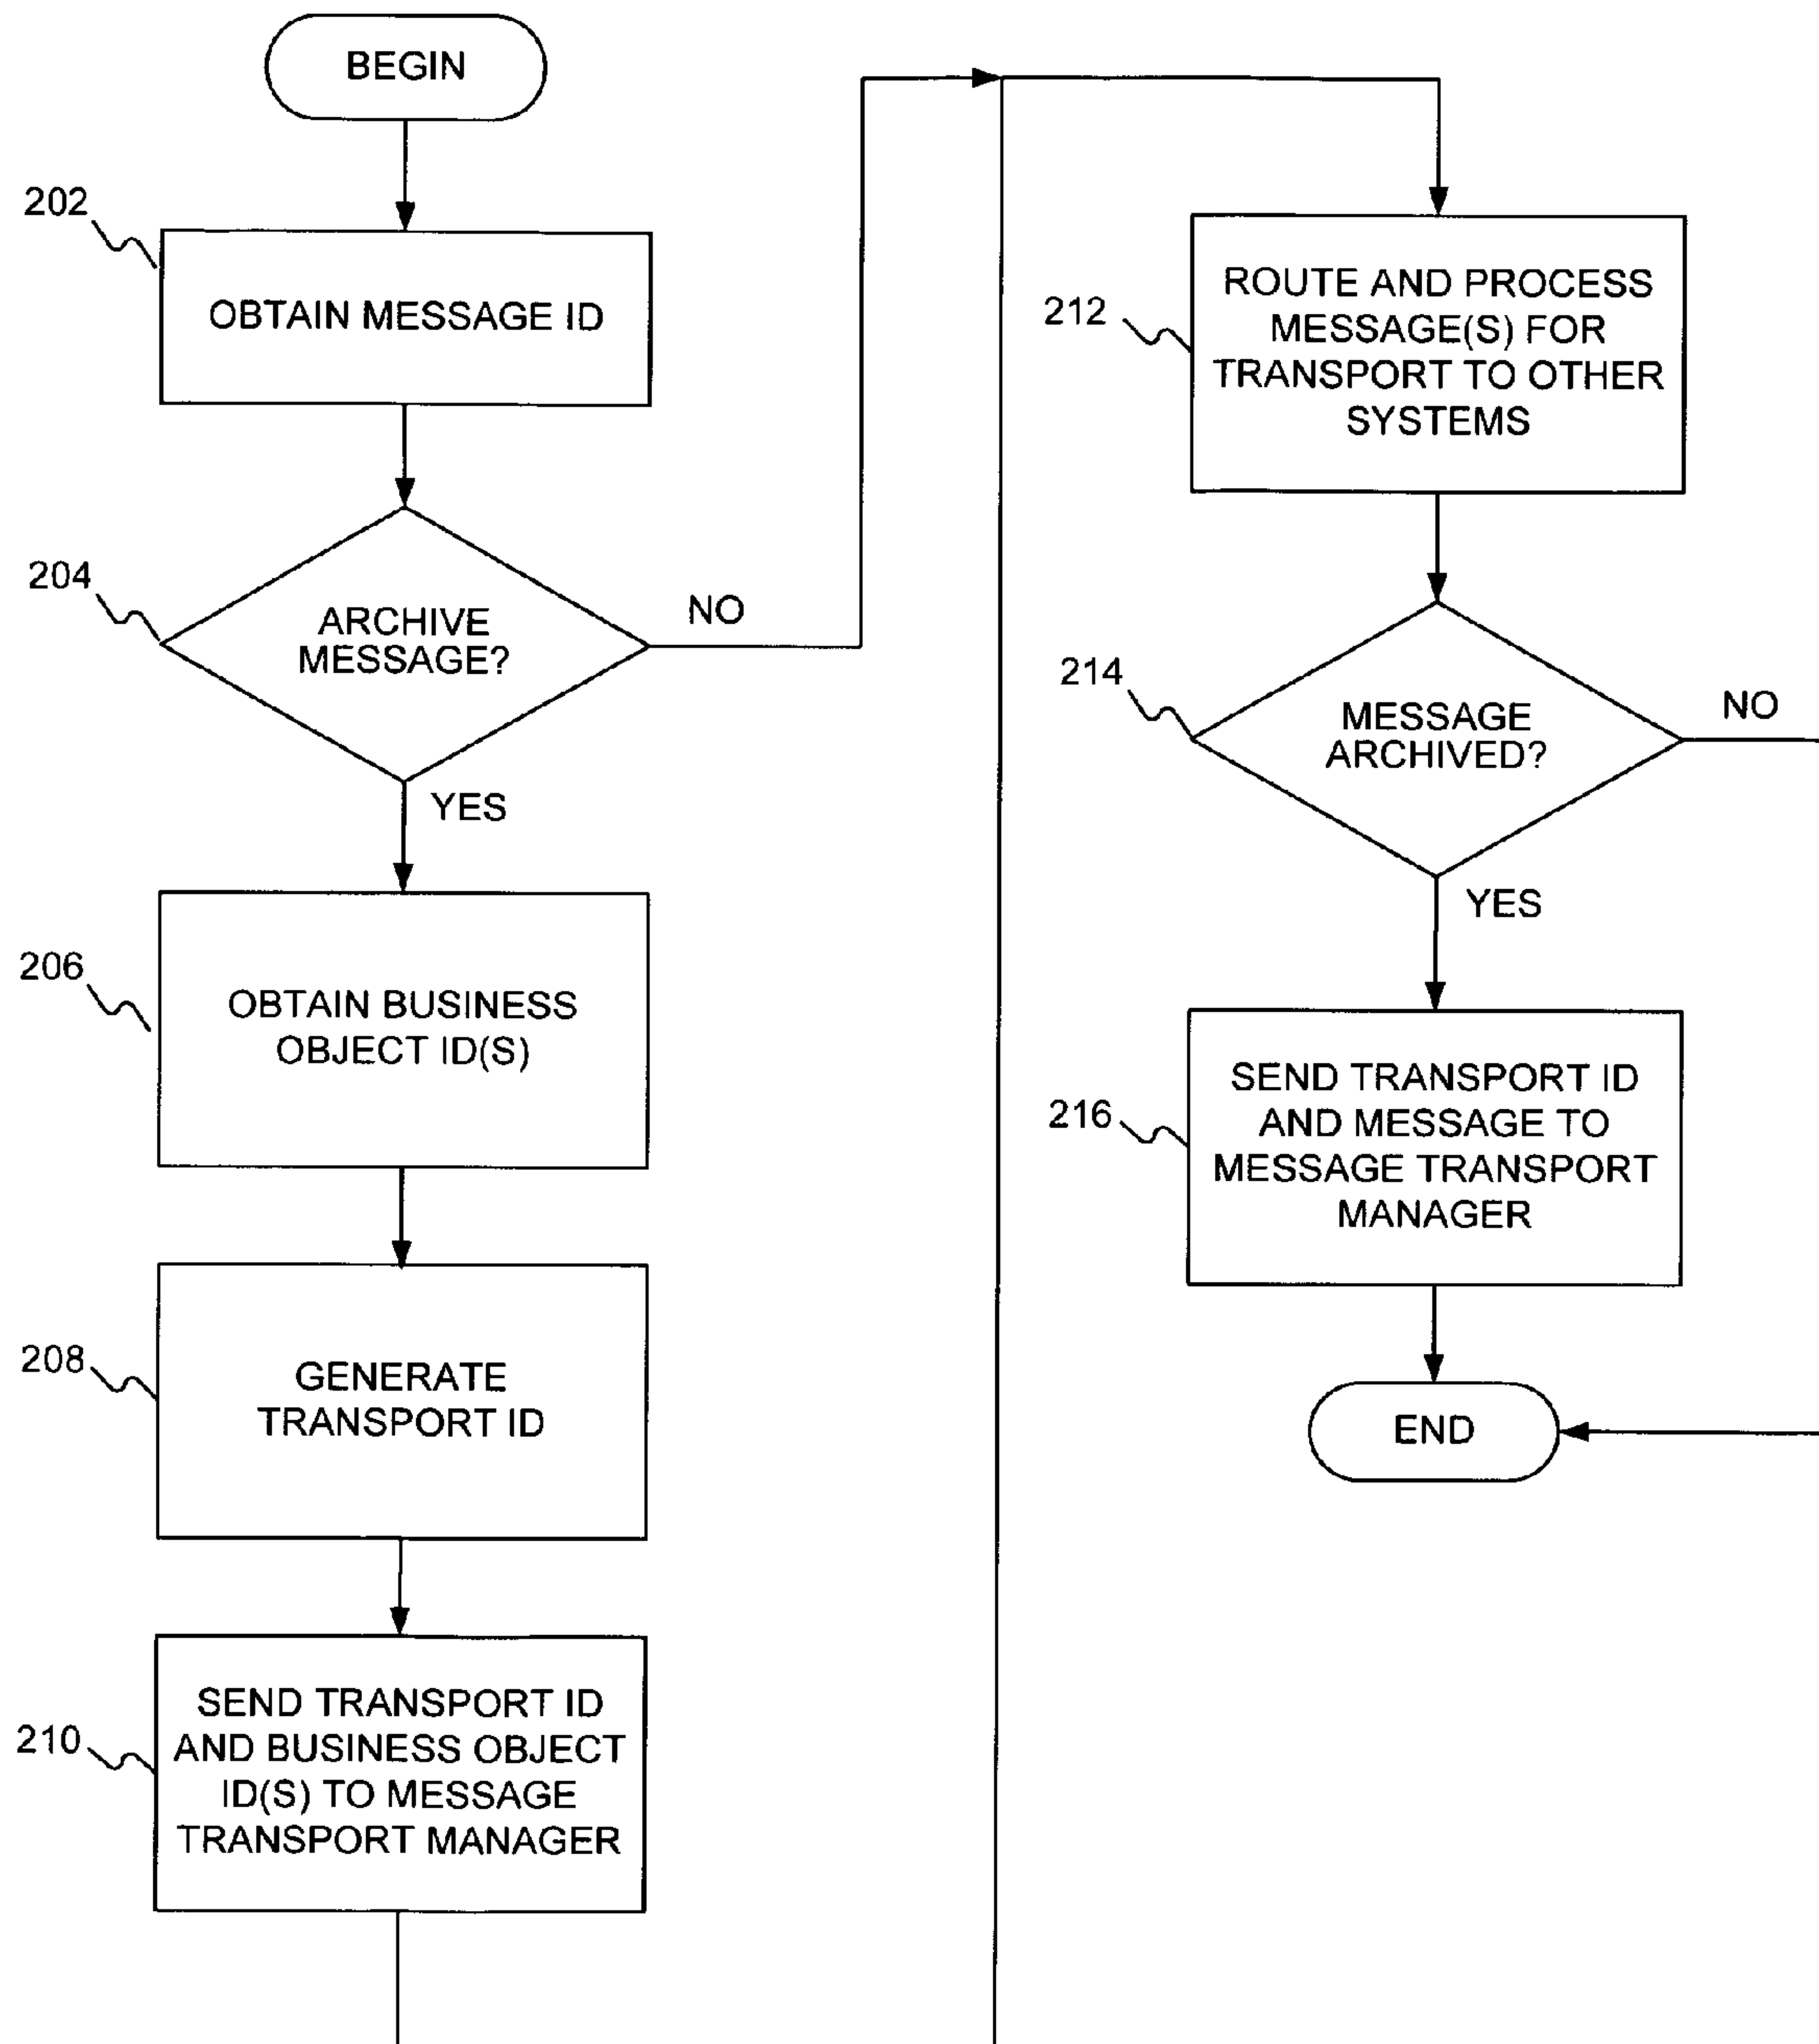 BEGIN
202
OBTAIN MESSAGE ID
204
ARCHIVE
MESSAGE?
NO
YES
206
OBTAIN BUSINESS
OBJECT ID(S)
208
GENERATE
TRANSPORT ID
210
SEND TRANSPORT ID
AND BUSINESS OBJECT
ID(S) TO MESSAGE
TRANSPORT MANAGER
212
ROUTE AND PROCESS
MESSAGE(S) FOR
TRANSPORT TO OTHER
SYSTEMS
214
MESSAGE
ARCHIVED?
NO
YES
216
SEND TRANSPORT ID
AND MESSAGE TO
MESSAGE TRANSPORT
MANAGER
END